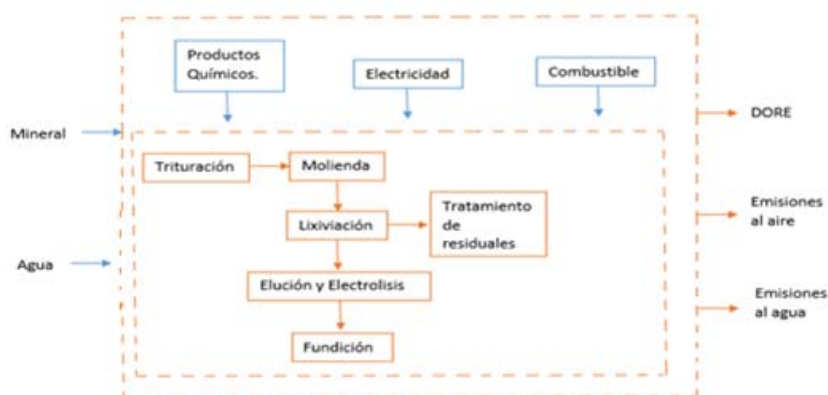 Productos
Químicos.
Electricidad
Combustible
Mineral
DORE
Trituración
Molienda
Lixiviación
Tratamiento
de
residuales
Emisiones
al aire
Agua
Elución y Electrolisis
Emisiones
al agua
Fundición